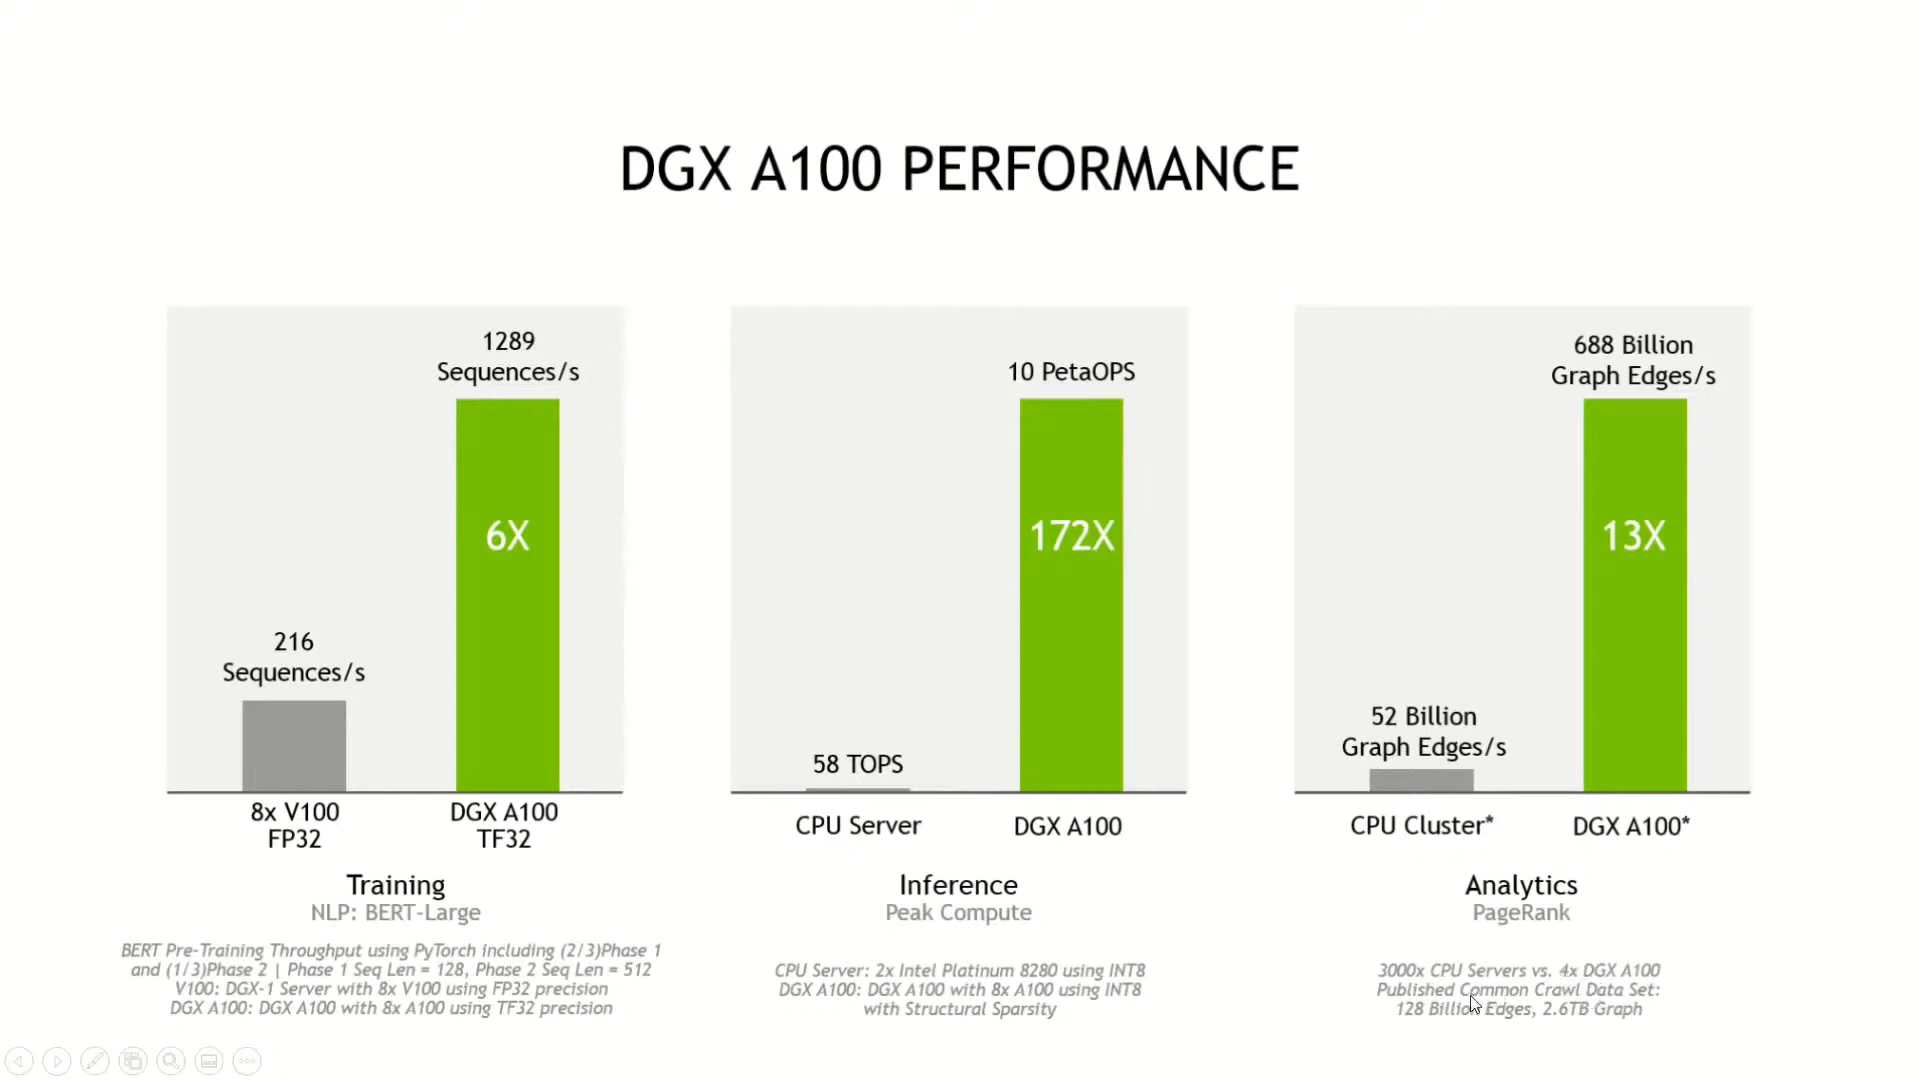 DGX A100 PERFORMANCE
1289
Sequences/s
6X
216
Sequences/s
8x V100
FP32
DGX A100
TF32
Training
NLP: BERT-Large
BERT Pre-Training Throughput using PyTorch including (2/3)Phase 1
and (1/3)Phase 2 | Phase 1 Seq Len = 128, Phase 2 Seq Len = 512
V100: DGX-1 Server with 8x V100 using FP32 precision
DGX A100: DGX A100 with 8x A100 using TF32 precision
10 PetaOPS
172X
58 TOPS
CPU Server
DGX A100
Inference
Peak Compute
CPU Server: 2x Intel Platinum 8280 using INT8
DGX A100: DGX A100 with 8x A100 using INT8
with Structural Sparsity
688 Billion
Graph Edges/s
13X
52 Billion
Graph Edges/s
CPU Cluster*
DGX A100*
Analytics
PageRank
3000x CPU Servers vs. 4x DGX A100
Published Common Crawl Data Set:
128 Billion Edges, 2.6TB Graph